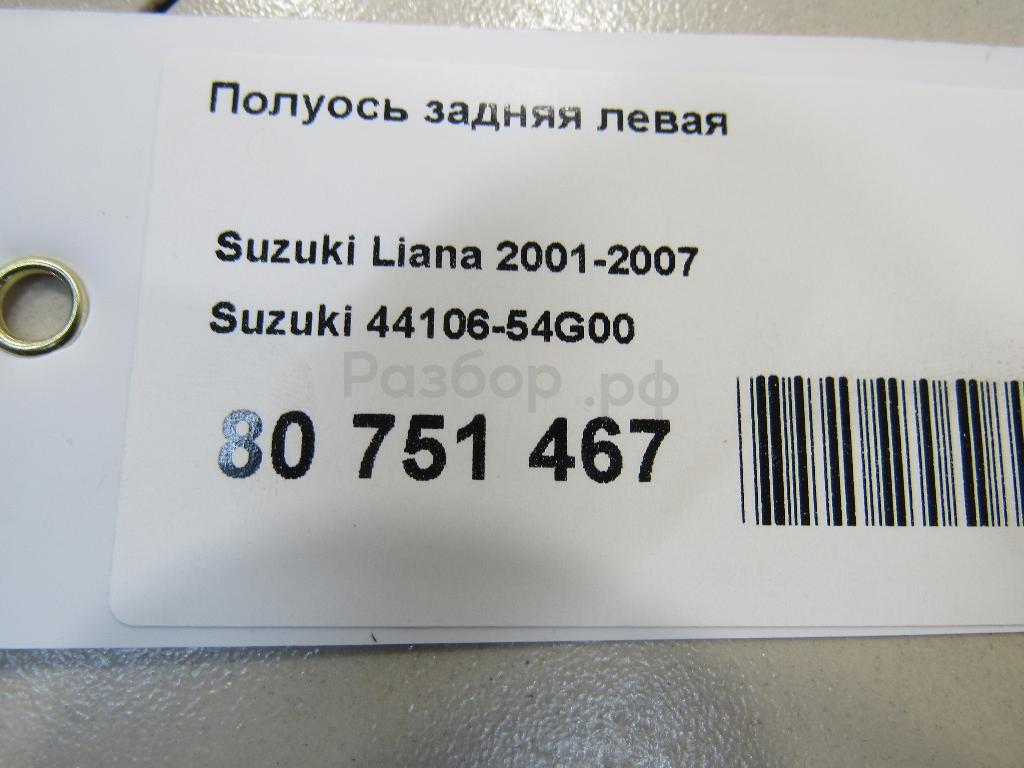 Полуось задняя левая
Suzuki Liana 2001-2007
Suzuki 44106-54G00
Разбор.рф
80 751 467